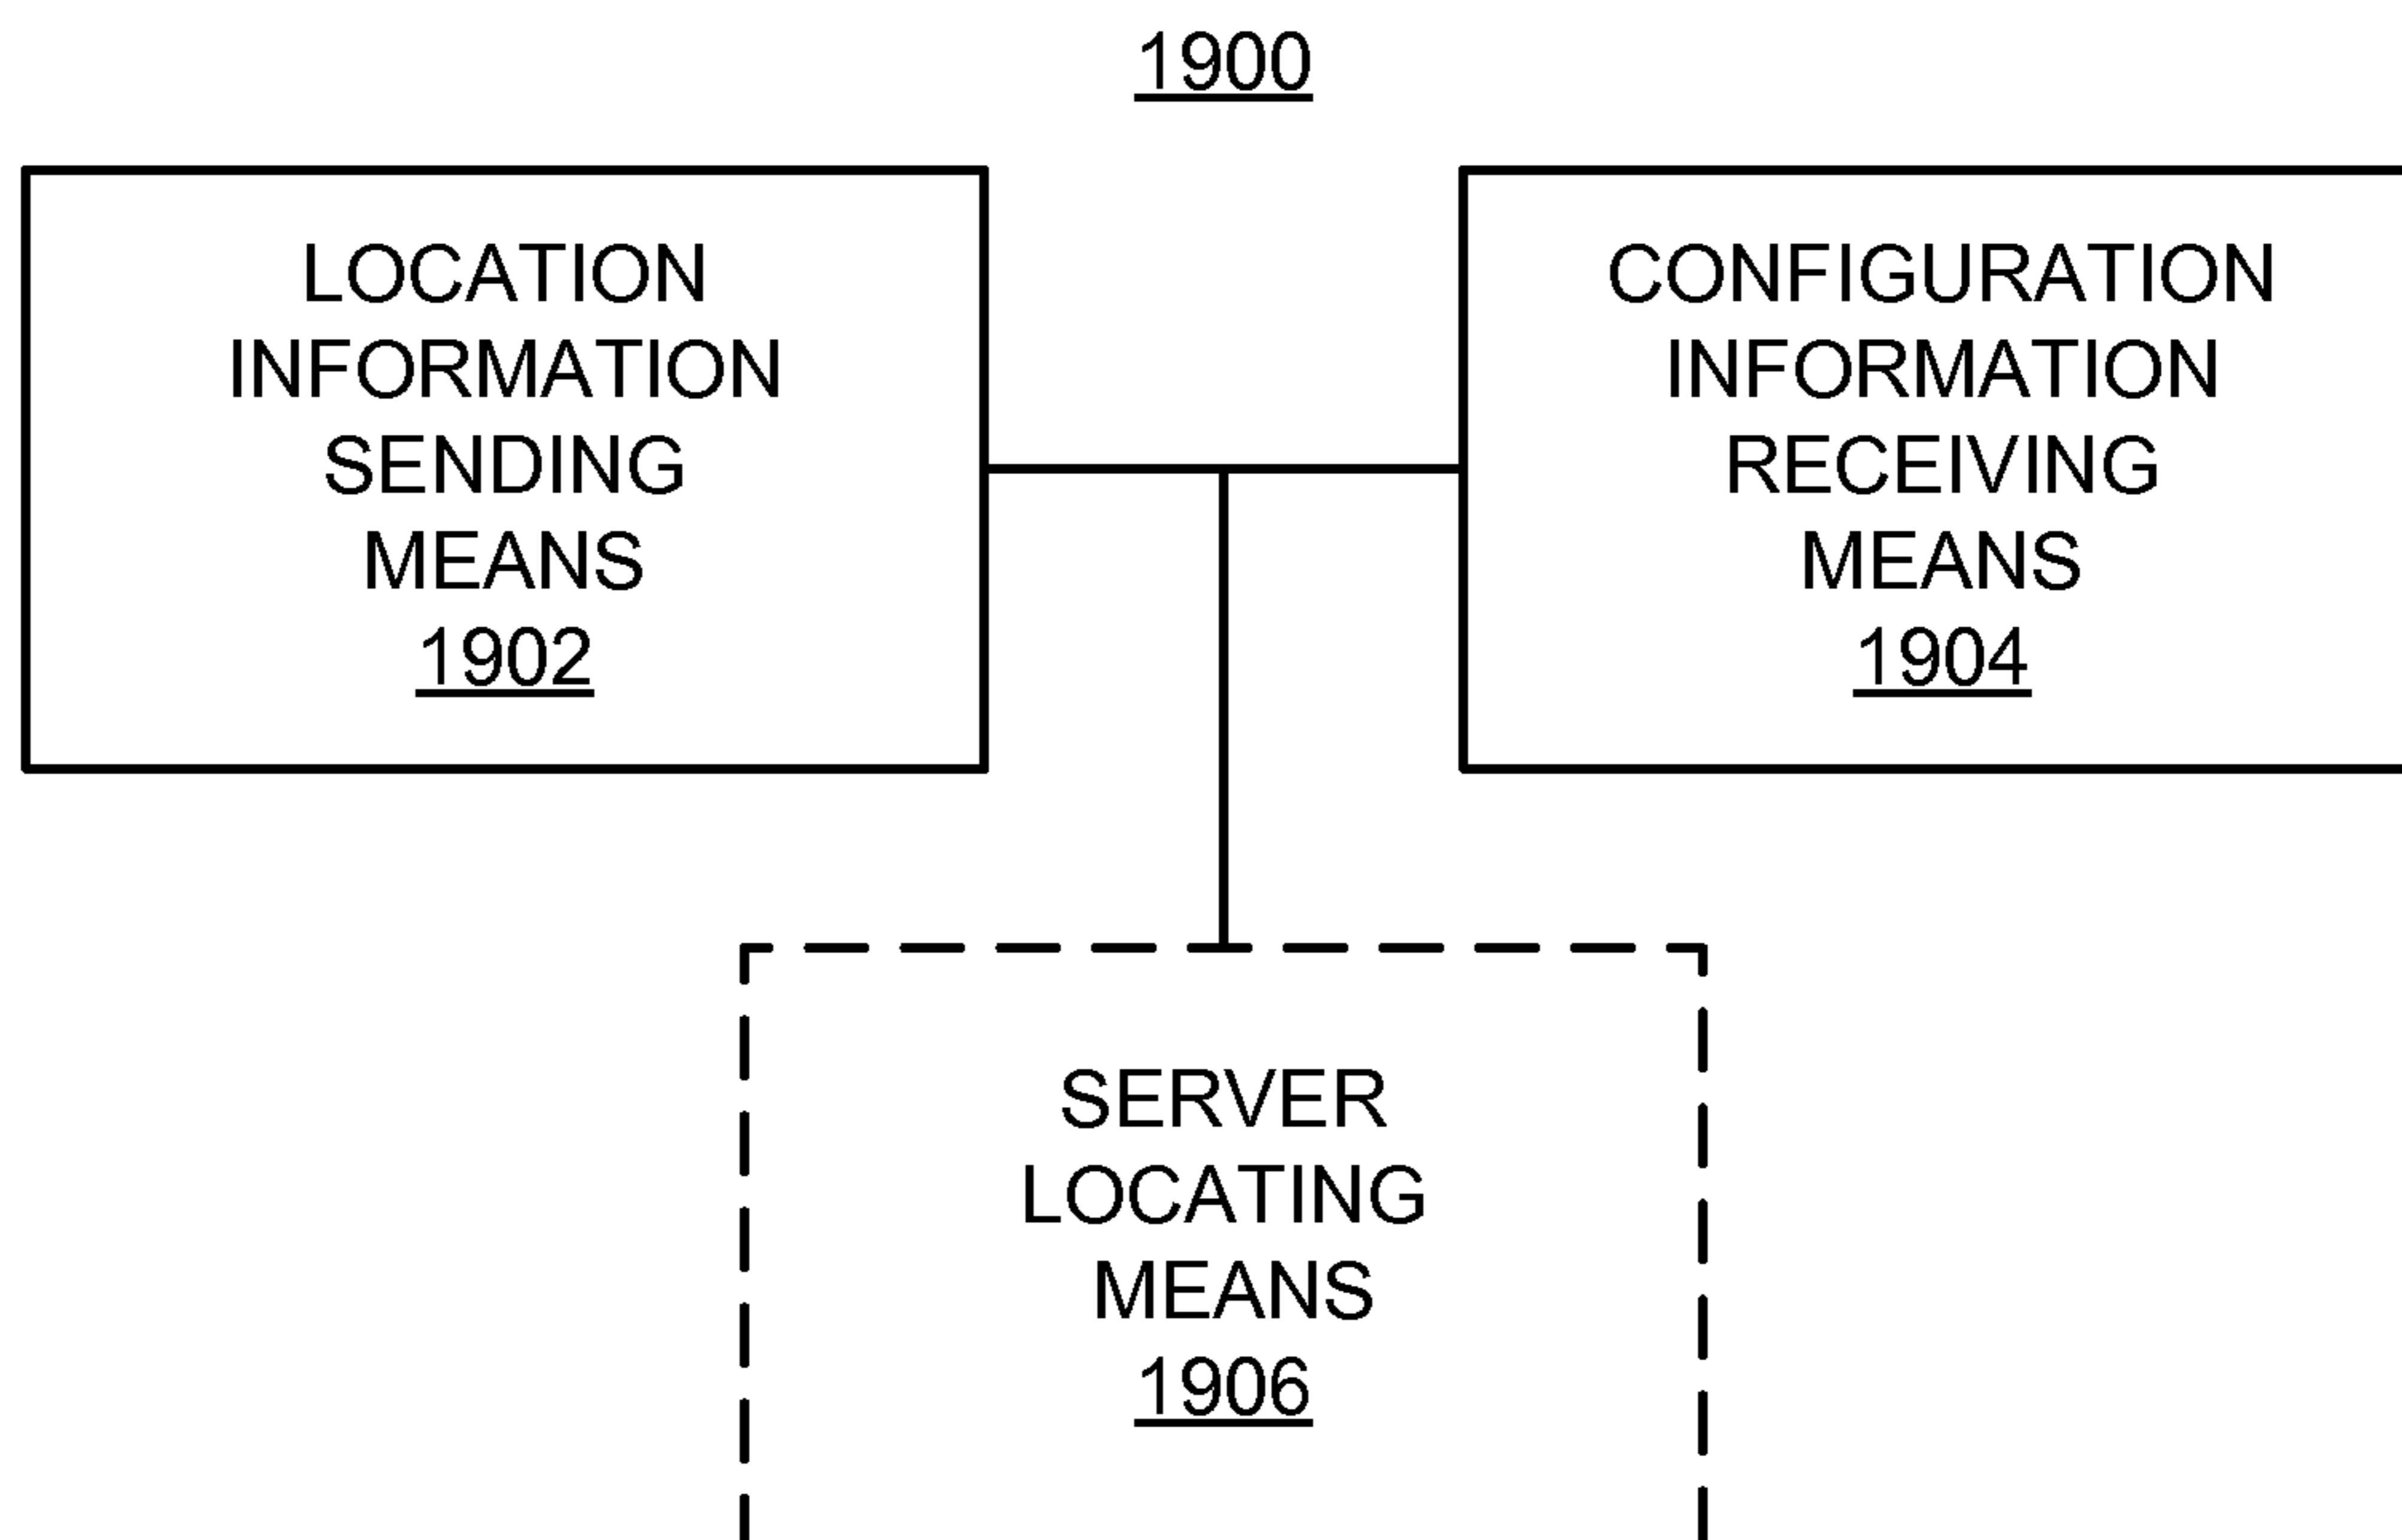 1900
LOCATION
INFORMATION
SENDING
MEANS
1902
CONFIGURATION
INFORMATION
RECEIVING
MEANS
1904
SERVER
LOCATING
MEANS
1906